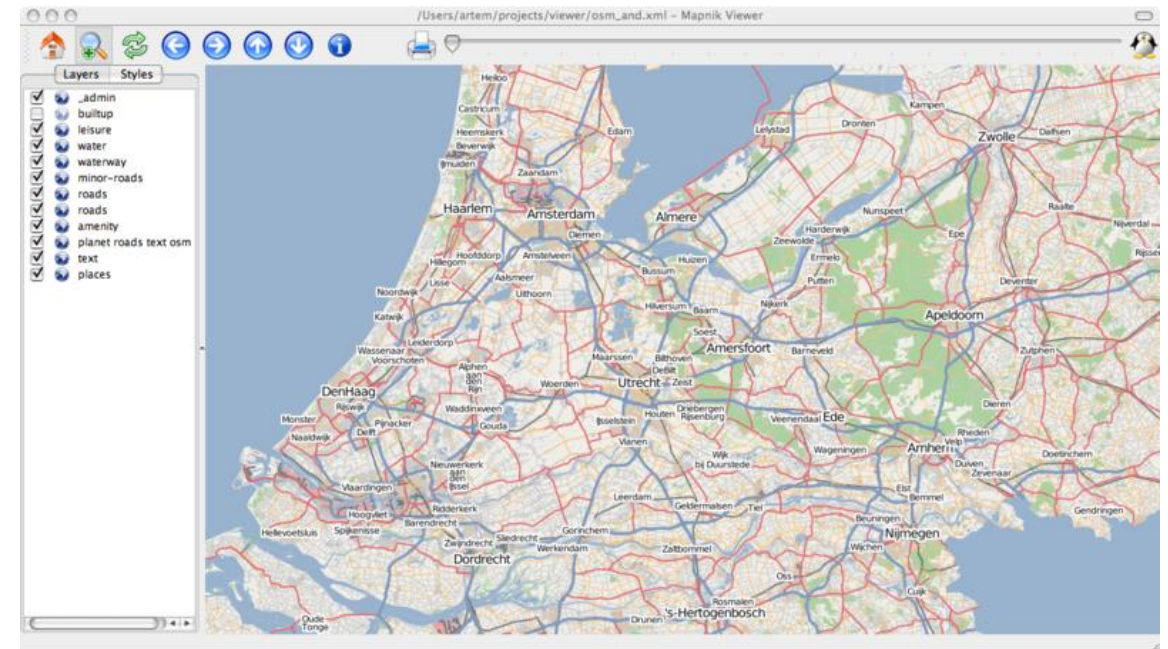 /Users/artem/projects/viewer/osm_and.xml – Mapnik Viewer
Layers Styles
_admin
builtup
leisure
water
waterway
minor-roads
roads
roads
amenity
planet roads text osm
text
places
Heiloo
Castricum
Heemskerk
Edam
Beverwijk
IJmuiden
Zaandam
Lelystad
Dronten
Kampen
Zwolle
Dalfsen
Haarlem
Amsterdam
Almere
Nunspeet
Raalte
Diemen
Harderwijk
Zeewolde
Epe
Nijverdal
Hoofddorp
Amstelveen
Huizen
Ermelo
Rijsse
Hillegom
Lisse
Aalsmeer
Bussum
Putten
Deventer
Noordwijk
Uithoorn
Hilversum
Baarn
Nijkerk
Katwijk
Soest
Apeldoorn
Leiderdorp
Wassenaar
Voorschoten
Maarssen
Bilthoven
DeBilt
Amersfoort
Barneveld
Zutphen
Alphen
aan
den
Rijn
Woerden
Utrecht
Zeist
DenHaag
Dieren
Rijswijk
Waddinxveen
Houten
Driebergen
Rijsenburg
Veenendaal
Ede
Monster
Pijnacker
Gouda
IJsselstein
Delft
Naaldwijk
Vianen
Rheden
Velp
Wageningen
Arnhem
Doetinchem
Wijk
bij Duurstede
Duiven
Zevenaar
Nieuwerkerk
aan
den
IJssel
Vlaardingen
Leerdam
Elst
Bemmel
Hoogvliet
Ridderkerk
Geldermalsen
Tiel
Gendringen
Barendrecht
Beuningen
Hellevoetsluis
Spijkenisse
Gorinchem
Nijmegen
Zwijndrecht
Sliedrecht
Werkendam
Zaltbommel
Wijchen
Dordrecht
Oss
Cuijk
Rosmalen
's-Hertogenbosch
Oude
Tonge
Drunen